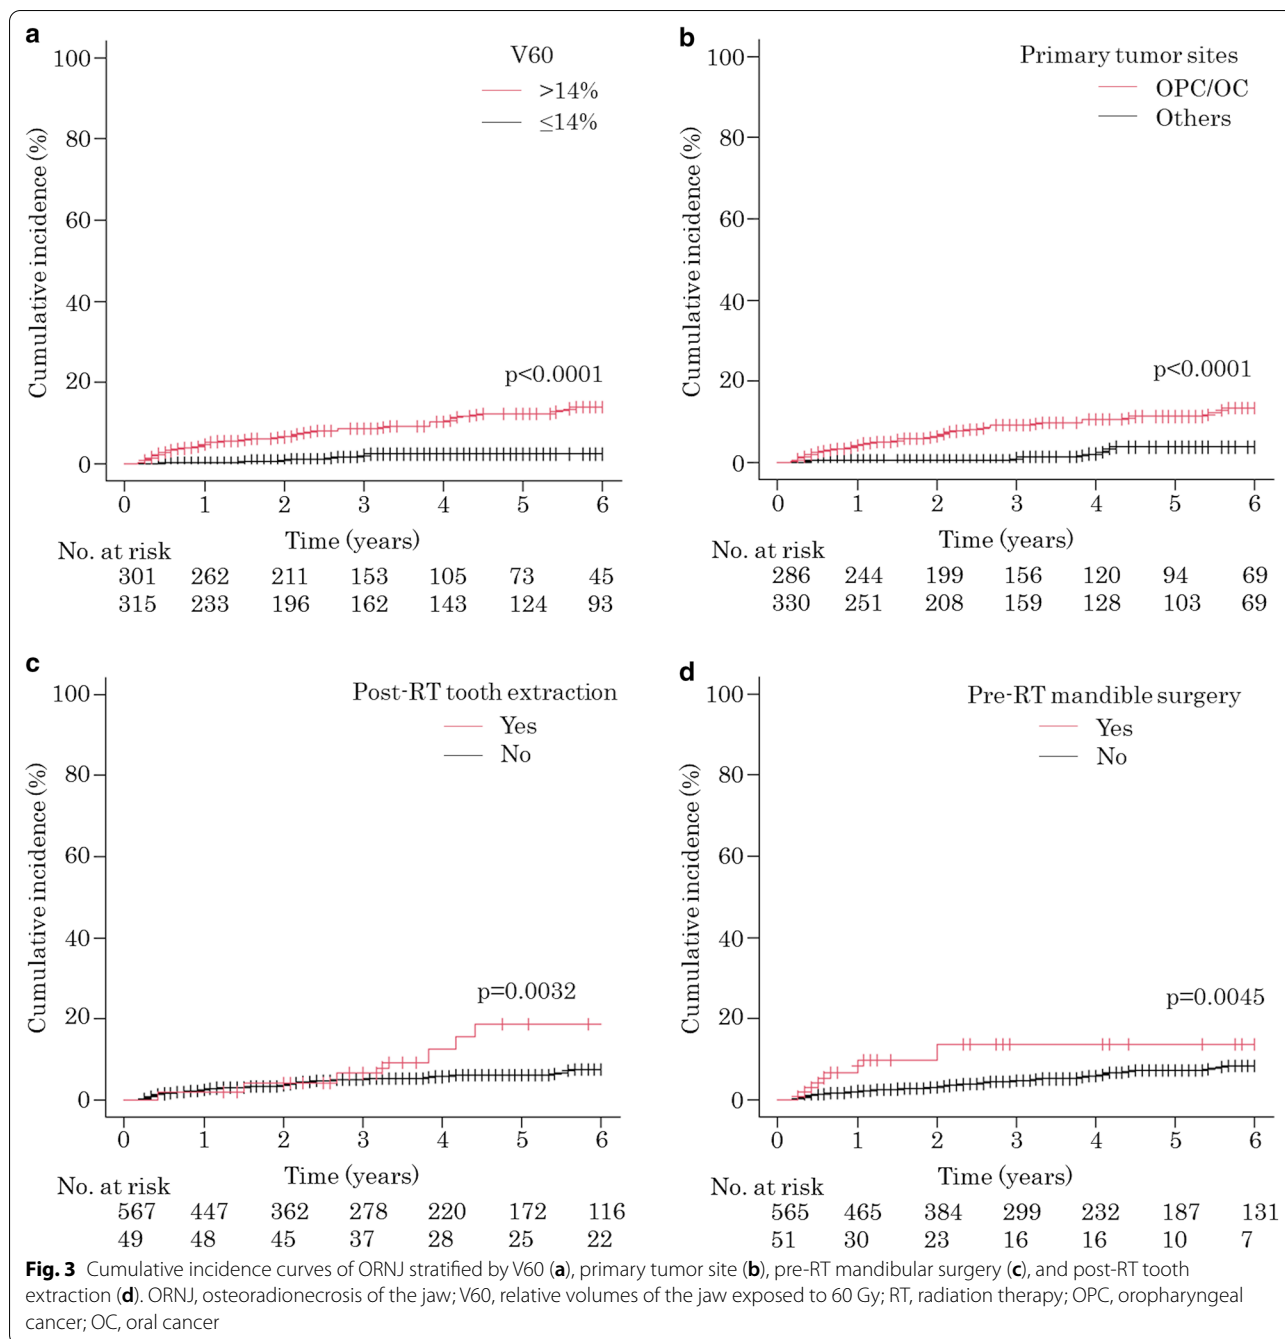 a
V60
>14%
≤14%
100
80
60
40
20
0
Cumulative incidence (%)
p<0.0001
0 1 2 3 4 5 6
Time (years)
No. at risk
301 262 211 153 105 73 45
315 233 196 162 143 124 93
b
Primary tumor sites
OPC/OC
Others
100
80
60
40
20
0
Cumulative incidence (%)
p<0.0001
0 1 2 3 4 5 6
Time (years)
No. at risk
286 244 199 156 120 94 69
330 251 208 159 128 103 69
c
Post-RT tooth extraction
Yes
No
100
80
60
40
20
0
Cumulative incidence (%)
p=0.0032
0 1 2 3 4 5 6
Time (years)
No. at risk
567 447 362 278 220 172 116
49 48 45 37 28 25 22
d
Pre-RT mandible surgery
Yes
No
100
80
60
40
20
0
Cumulative incidence (%)
p=0.0045
0 1 2 3 4 5 6
Time (years)
No. at risk
565 465 384 299 232 187 131
51 30 23 16 16 10 7
Fig. 3 Cumulative incidence curves of ORNJ stratified by V60 (a), primary tumor site (b), pre-RT mandibular surgery (c), and post-RT tooth
extraction (d). ORNJ, osteoradionecrosis of the jaw; V60, relative volumes of the jaw exposed to 60 Gy; RT, radiation therapy; OPC, oropharyngeal
cancer; OC, oral cancer